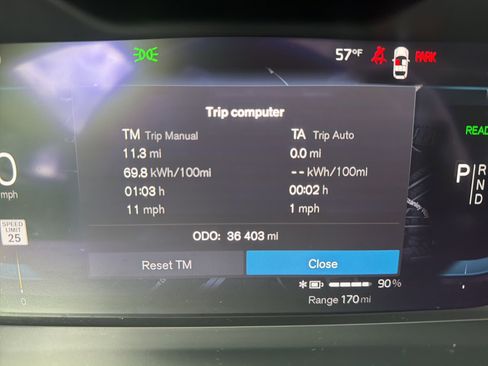 57°F PARK
Trip computer
TM Trip Manual TA Trip Auto
11.3 mi 0.0 mi
69.8 kWh/100mi -- kWh/100mi
01:03 h 00:02 h
11 mph 1 mph
ODO: 36 403 mi
Reset TM Close
90%
Range 170 mi
0
SPEED
LIMIT
25
0
READ
P R
N
D